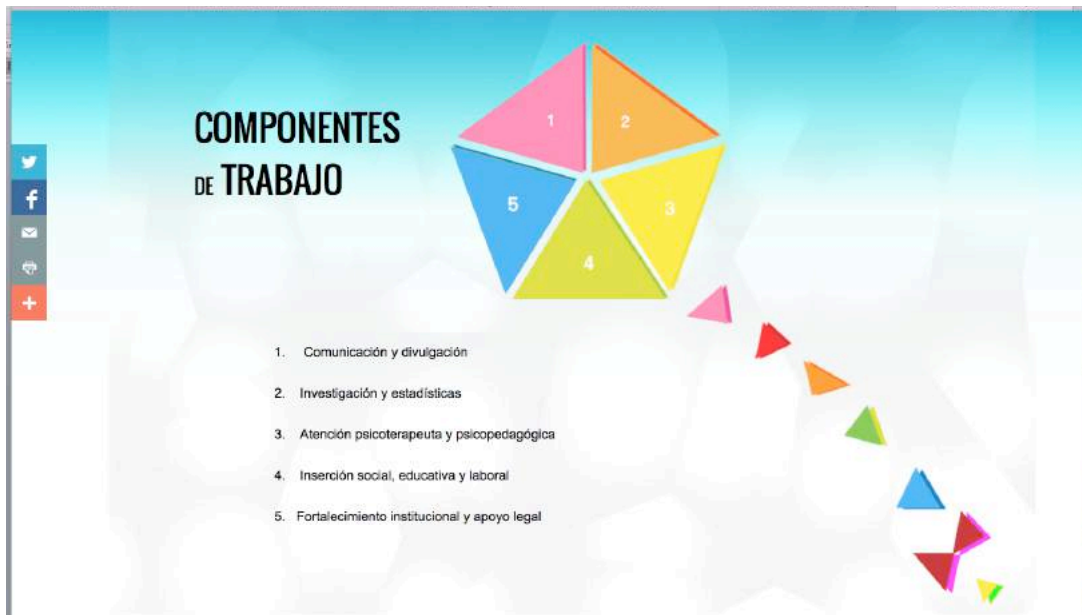 COMPONENTES
DE TRABAJO
1
2
3
4
5
1. Comunicación y divulgación
2. Investigación y estadísticas
3. Atención psicoterapeuta y psicopedagógica
4. Inserción social, educativa y laboral
5. Fortalecimiento institucional y apoyo legal